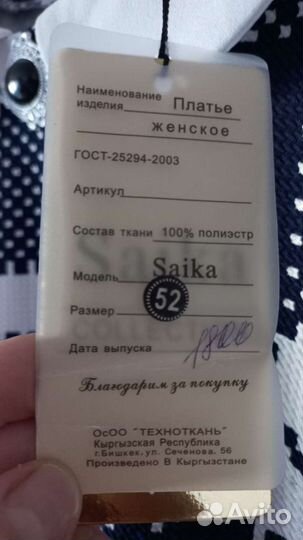 Наименование
изделия Платье
женское
ГОСТ-25294-2003
Артикул
Состав ткани 100% полиэстр
Модель Saika
Размер 52
Дата выпуска 1800
Благодарим за покупку
ОсОО "ТЕХНОТКАНЬ"
Кыргызская Республика
г.Бишкек. ул. Сеченова. 56
Произведено В Кыргызстане
Avito